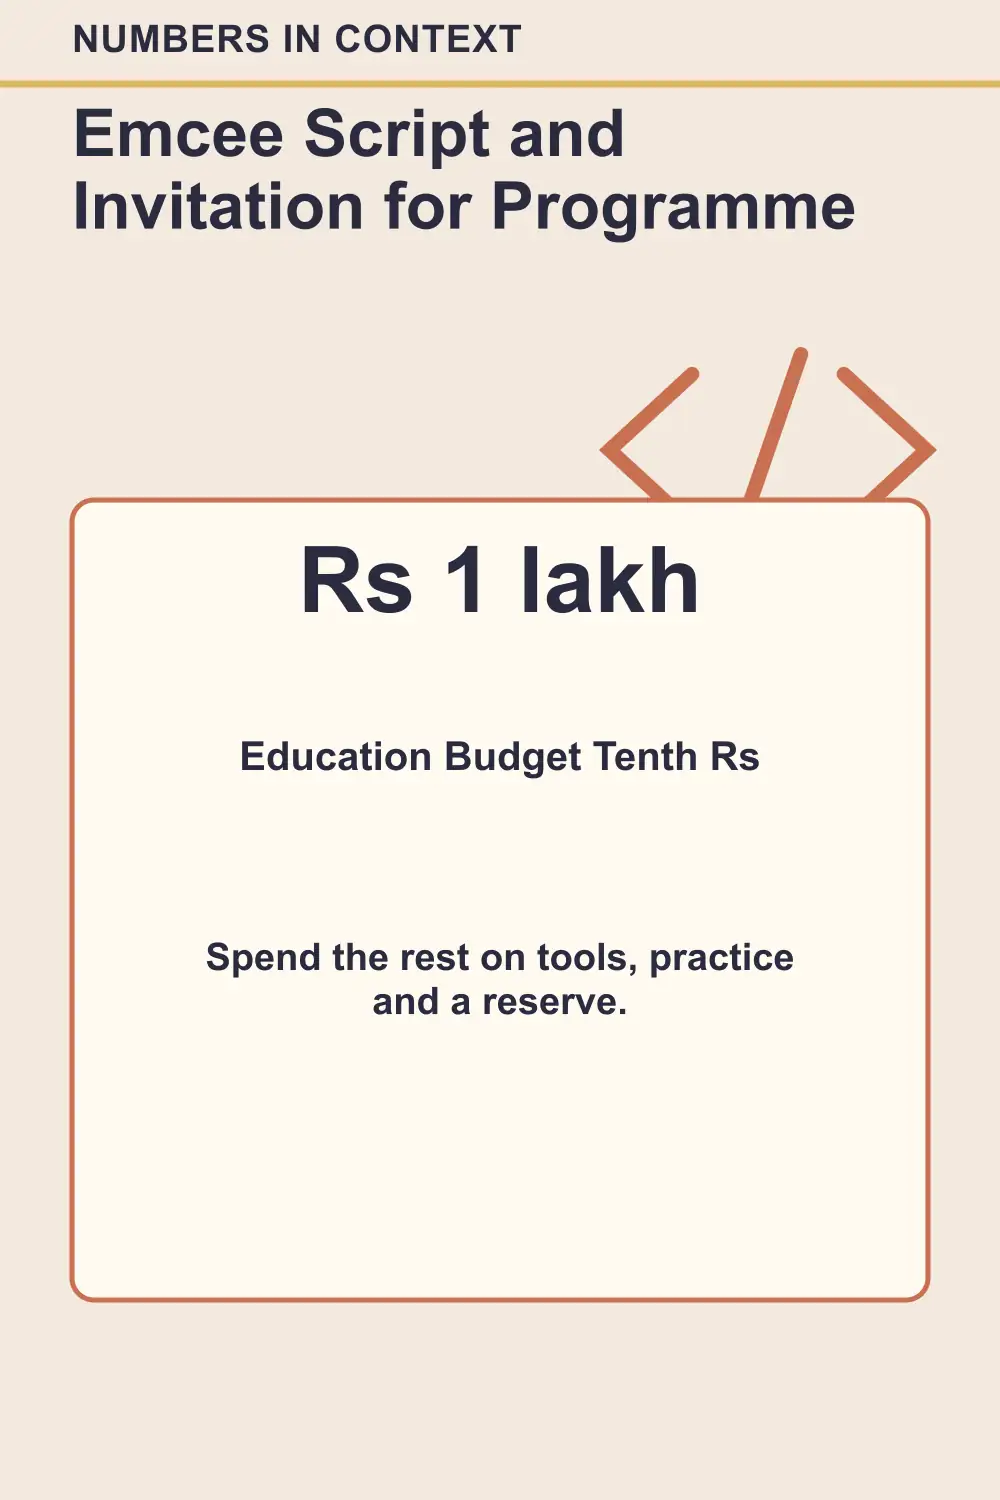 NUMBERS IN CONTEXT
Emcee Script and
Invitation for Programme
Rs 1 lakh
Education Budget Tenth Rs
Spend the rest on tools, practice
and a reserve.